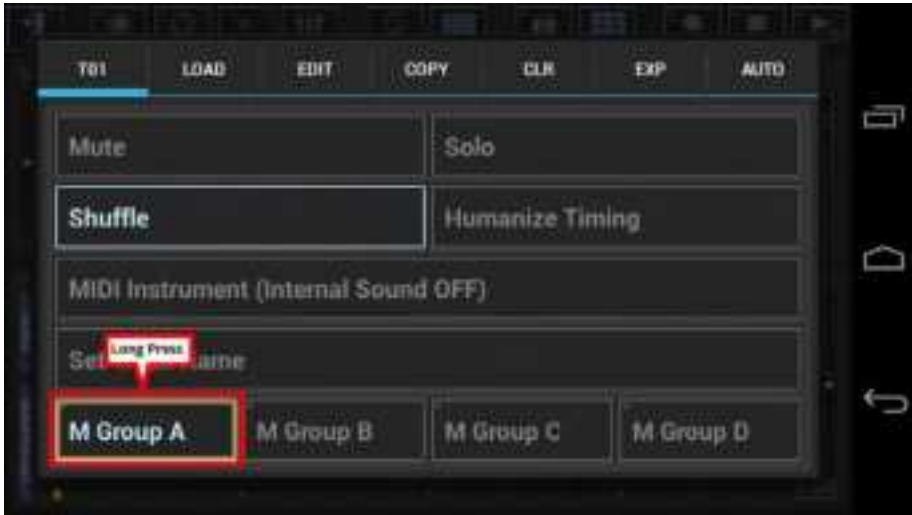 T01 LOAD EDIT COPY CLR EXP AUTO
Mute Solo
Shuffle Humanize Timing
MIDI Instrument (Internal Sound OFF)
Long Press
Set ame
M Group A M Group B M Group C M Group D